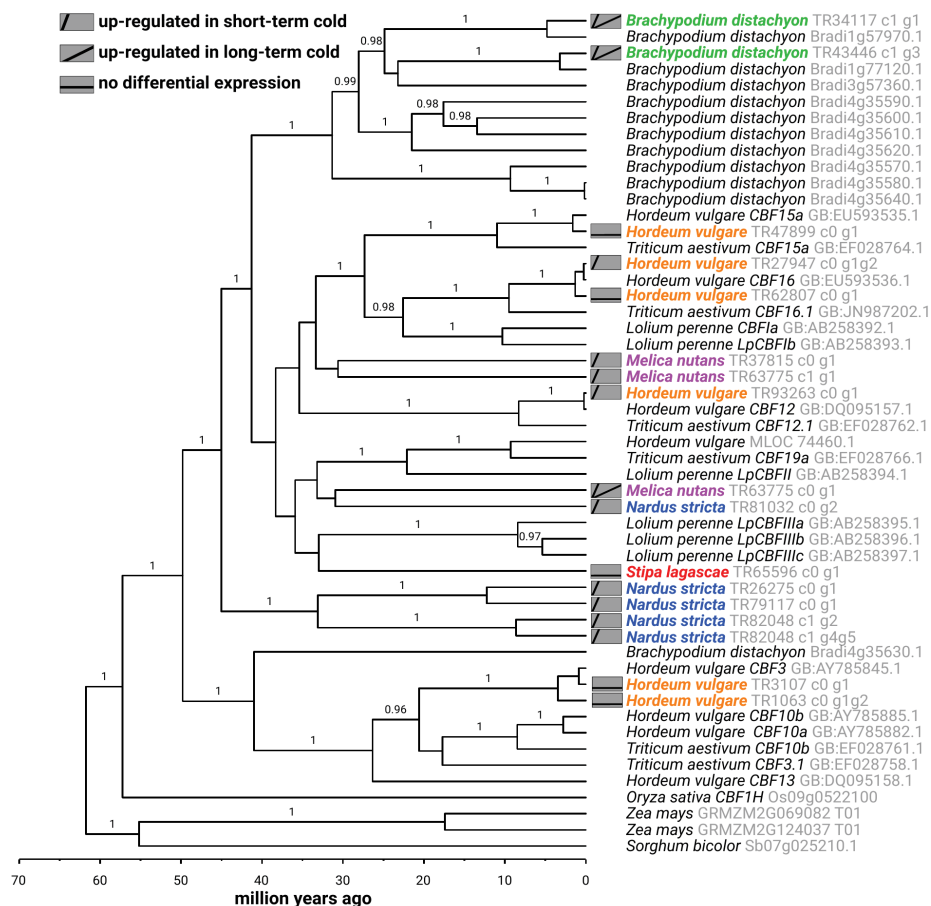 up-regulated in short-term cold
up-regulated in long-term cold
no differential expression
1
0.98
1
0.99
0.98
0.98
1
1
1
1
1
1
1
1
1
0.98
1
1
1
1
1
1
1
1
0.97
1
1
1
1
1
1
0.96
1
1
1
1
1
1
Brachypodium distachyon TR34117 c1 g1
Brachypodium distachyon Bradi1g57970.1
Brachypodium distachyon TR43446 c1 g3
Brachypodium distachyon Bradi1g77120.1
Brachypodium distachyon Bradi3g57360.1
Brachypodium distachyon Bradi4g35590.1
Brachypodium distachyon Bradi4g35600.1
Brachypodium distachyon Bradi4g35610.1
Brachypodium distachyon Bradi4g35620.1
Brachypodium distachyon Bradi4g35570.1
Brachypodium distachyon Bradi4g35580.1
Brachypodium distachyon Bradi4g35640.1
Hordeum vulgare CBF15a GB:EU593535.1
Hordeum vulgare TR47899 c0 g1
Triticum aestivum CBF15a GB:EF028764.1
Hordeum vulgare TR27947 c0 g1g2
Hordeum vulgare CBF16 GB:EU593536.1
Hordeum vulgare TR62807 c0 g1
Triticum aestivum CBF16.1 GB:JN987202.1
Lolium perenne CBFIa GB:AB258392.1
Lolium perenne LpCBFIb GB:AB258393.1
Melica nutans TR37815 c0 g1
Melica nutans TR63775 c1 g1
Hordeum vulgare TR93263 c0 g1
Hordeum vulgare CBF12 GB:DQ095157.1
Triticum aestivum CBF12.1 GB:EF028762.1
Hordeum vulgare MLOC 74460.1
Triticum aestivum CBF19a GB:EF028766.1
Lolium perenne LpCBFII GB:AB258394.1
Melica nutans TR63775 c0 g1
Nardus stricta TR81032 c0 g2
Lolium perenne LpCBFIIIa GB:AB258395.1
Lolium perenne LpCBFIIIb GB:AB258396.1
Lolium perenne LpCBFIIIc GB:AB258397.1
Stipa lagascae TR65596 c0 g1
Nardus stricta TR26275 c0 g1
Nardus stricta TR79117 c0 g1
Nardus stricta TR82048 c1 g2
Nardus stricta TR82048 c1 g4g5
Brachypodium distachyon Bradi4g35630.1
Hordeum vulgare CBF3 GB:AY785845.1
Hordeum vulgare TR3107 c0 g1
Hordeum vulgare TR1063 c0 g1g2
Hordeum vulgare CBF10b GB:AY785885.1
Hordeum vulgare CBF10a GB:AY785882.1
Triticum aestivum CBF10b GB:EF028761.1
Triticum aestivum CBF3.1 GB:EF028758.1
Hordeum vulgare CBF13 GB:DQ095158.1
Oryza sativa CBF1H Os09g0522100
Zea mays GRMZM2G069082 T01
Zea mays GRMZM2G124037 T01
Sorghum bicolor Sb07g025210.1
70 60 50 40 30 20 10 0
million years ago